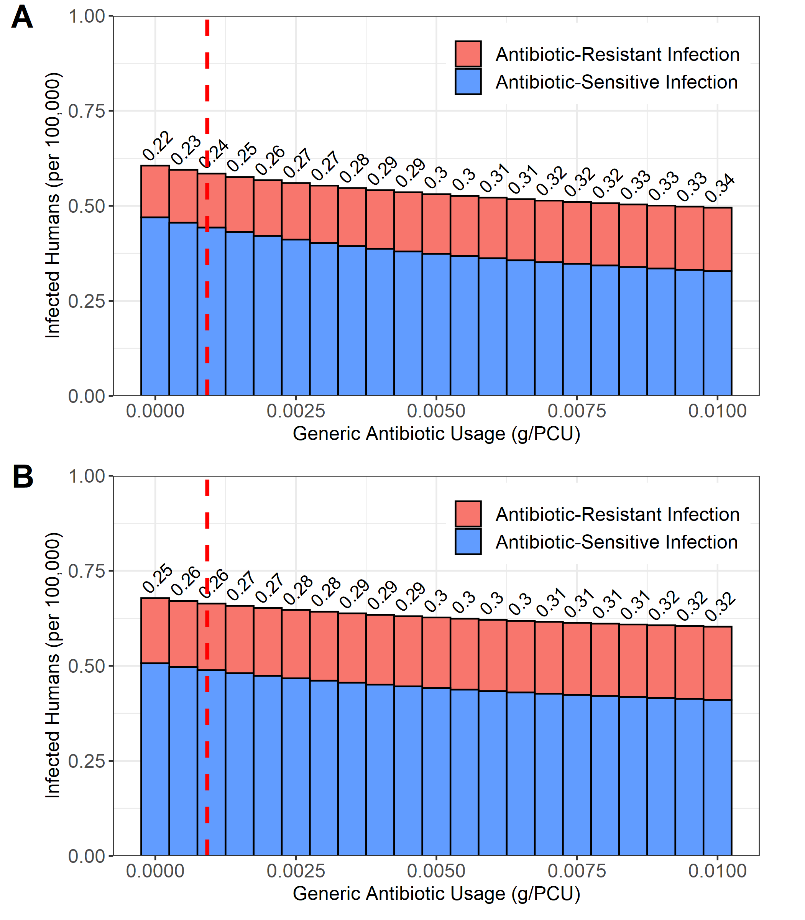 A
Infected Humans (per 100,000)
1.00
0.75
0.50
0.25
0.00
Antibiotic-Resistant Infection
Antibiotic-Sensitive Infection
0.22 0.23 0.24 0.25 0.26 0.27 0.27 0.28 0.29 0.29 0.3 0.3 0.31 0.31 0.32 0.32 0.32 0.33 0.33 0.33 0.34
0.0000 0.0025 0.0050 0.0075 0.0100
Generic Antibiotic Usage (g/PCU)
B
Infected Humans (per 100,000)
1.00
0.75
0.50
0.25
0.00
Antibiotic-Resistant Infection
Antibiotic-Sensitive Infection
0.25 0.26 0.26 0.27 0.27 0.28 0.28 0.29 0.29 0.29 0.3 0.3 0.3 0.3 0.31 0.31 0.31 0.31 0.32 0.32 0.32
0.0000 0.0025 0.0050 0.0075 0.0100
Generic Antibiotic Usage (g/PCU)